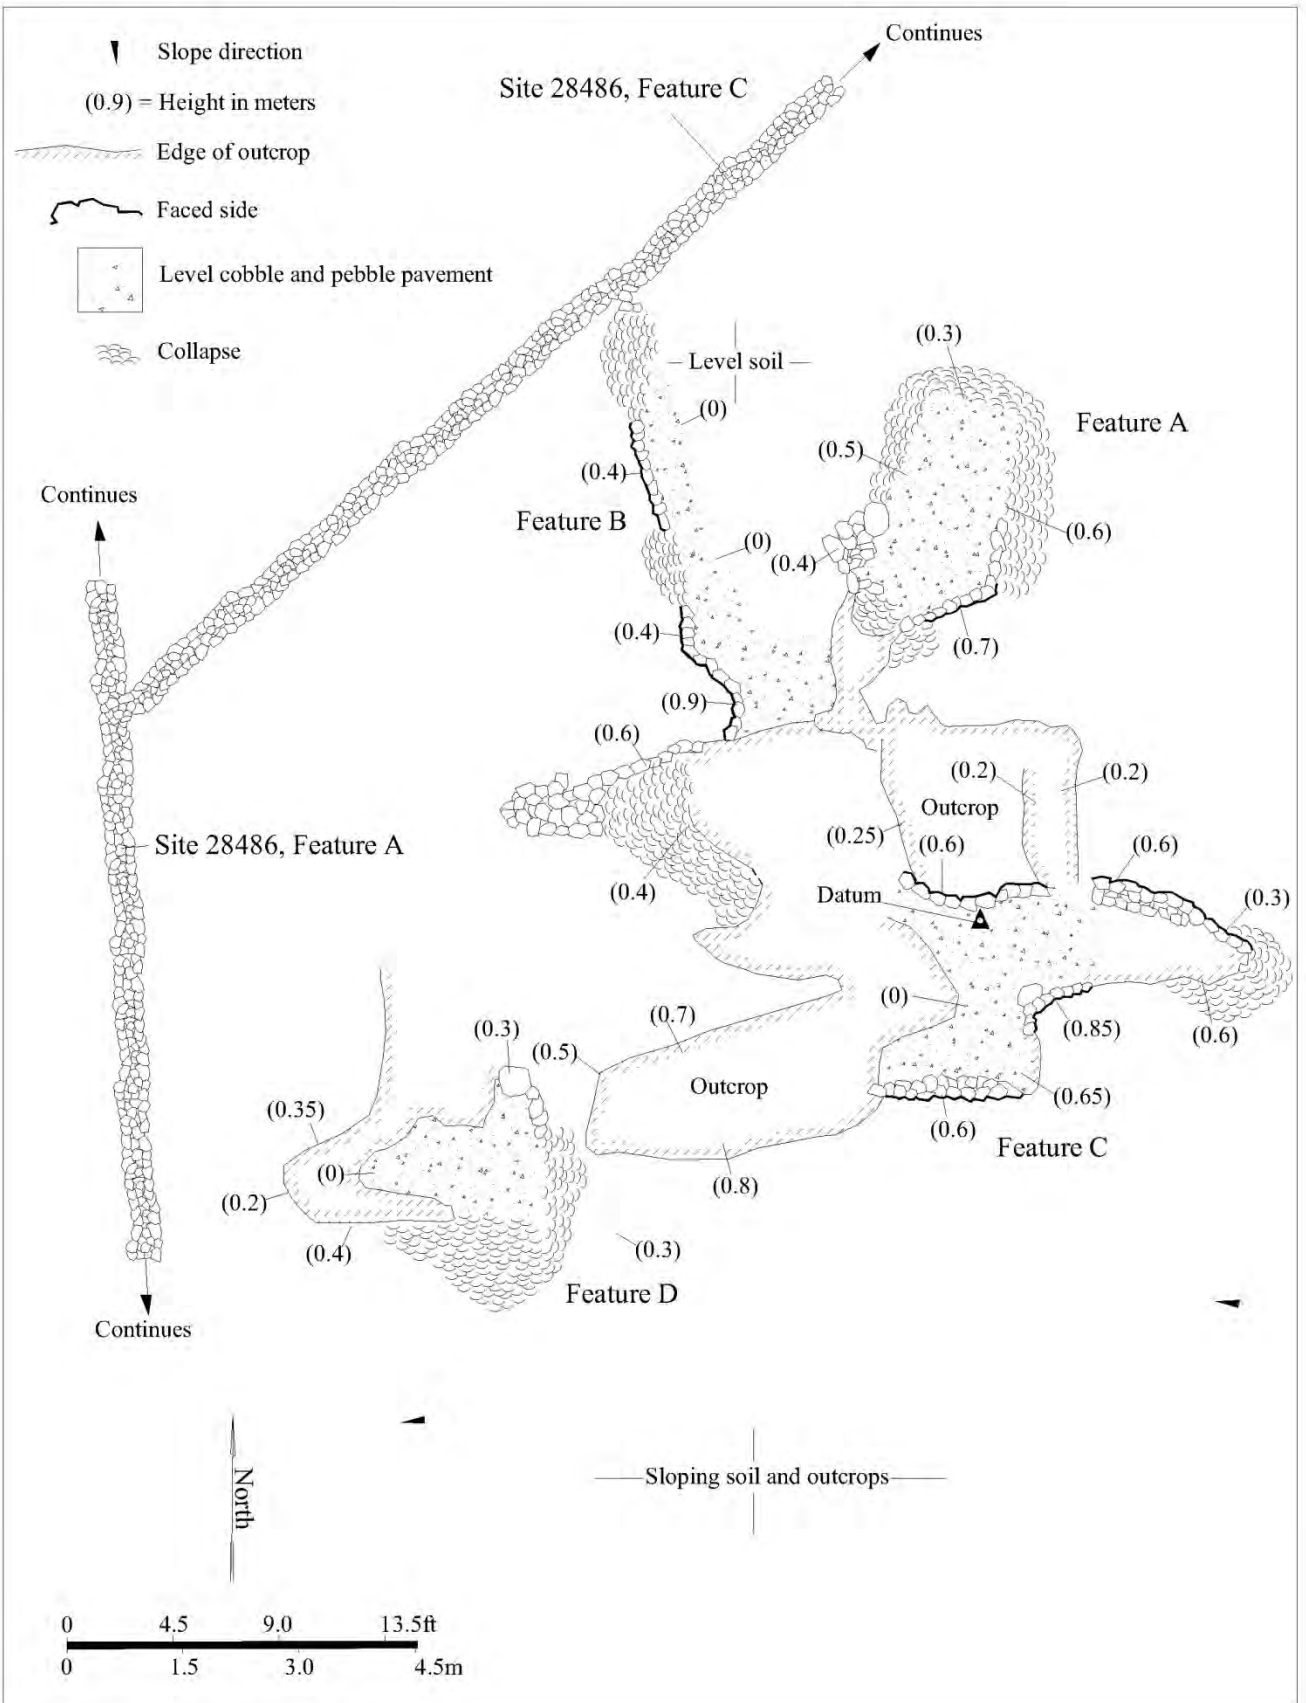 Continues
Slope direction
Site 28486, Feature C
(0.9) = Height in meters
Edge of outcrop
Faced side
Level cobble and pebble pavement
Collapse
(0.3)
Level soil
(0)
Feature A
(0.5)
(0.4)
Continues
Feature B
(0)
(0.6)
(0.4)
(0.4)
(0.7)
(0.9)
(0.6)
(0.2)
(0.2)
Outcrop
(0.25)
(0.6)
(0.6)
Site 28486, Feature A
(0.4)
Datum
(0.3)
(0)
(0.7)
(0.3)
(0.85)
(0.6)
(0.5)
Outcrop
(0.65)
(0.35)
(0.6)
Feature C
(0)
(0.8)
(0.2)
(0.4)
(0.3)
Feature D
Continues
North
Sloping soil and outcrops
0 4.5 9.0 13.5ft
0 1.5 3.0 4.5m